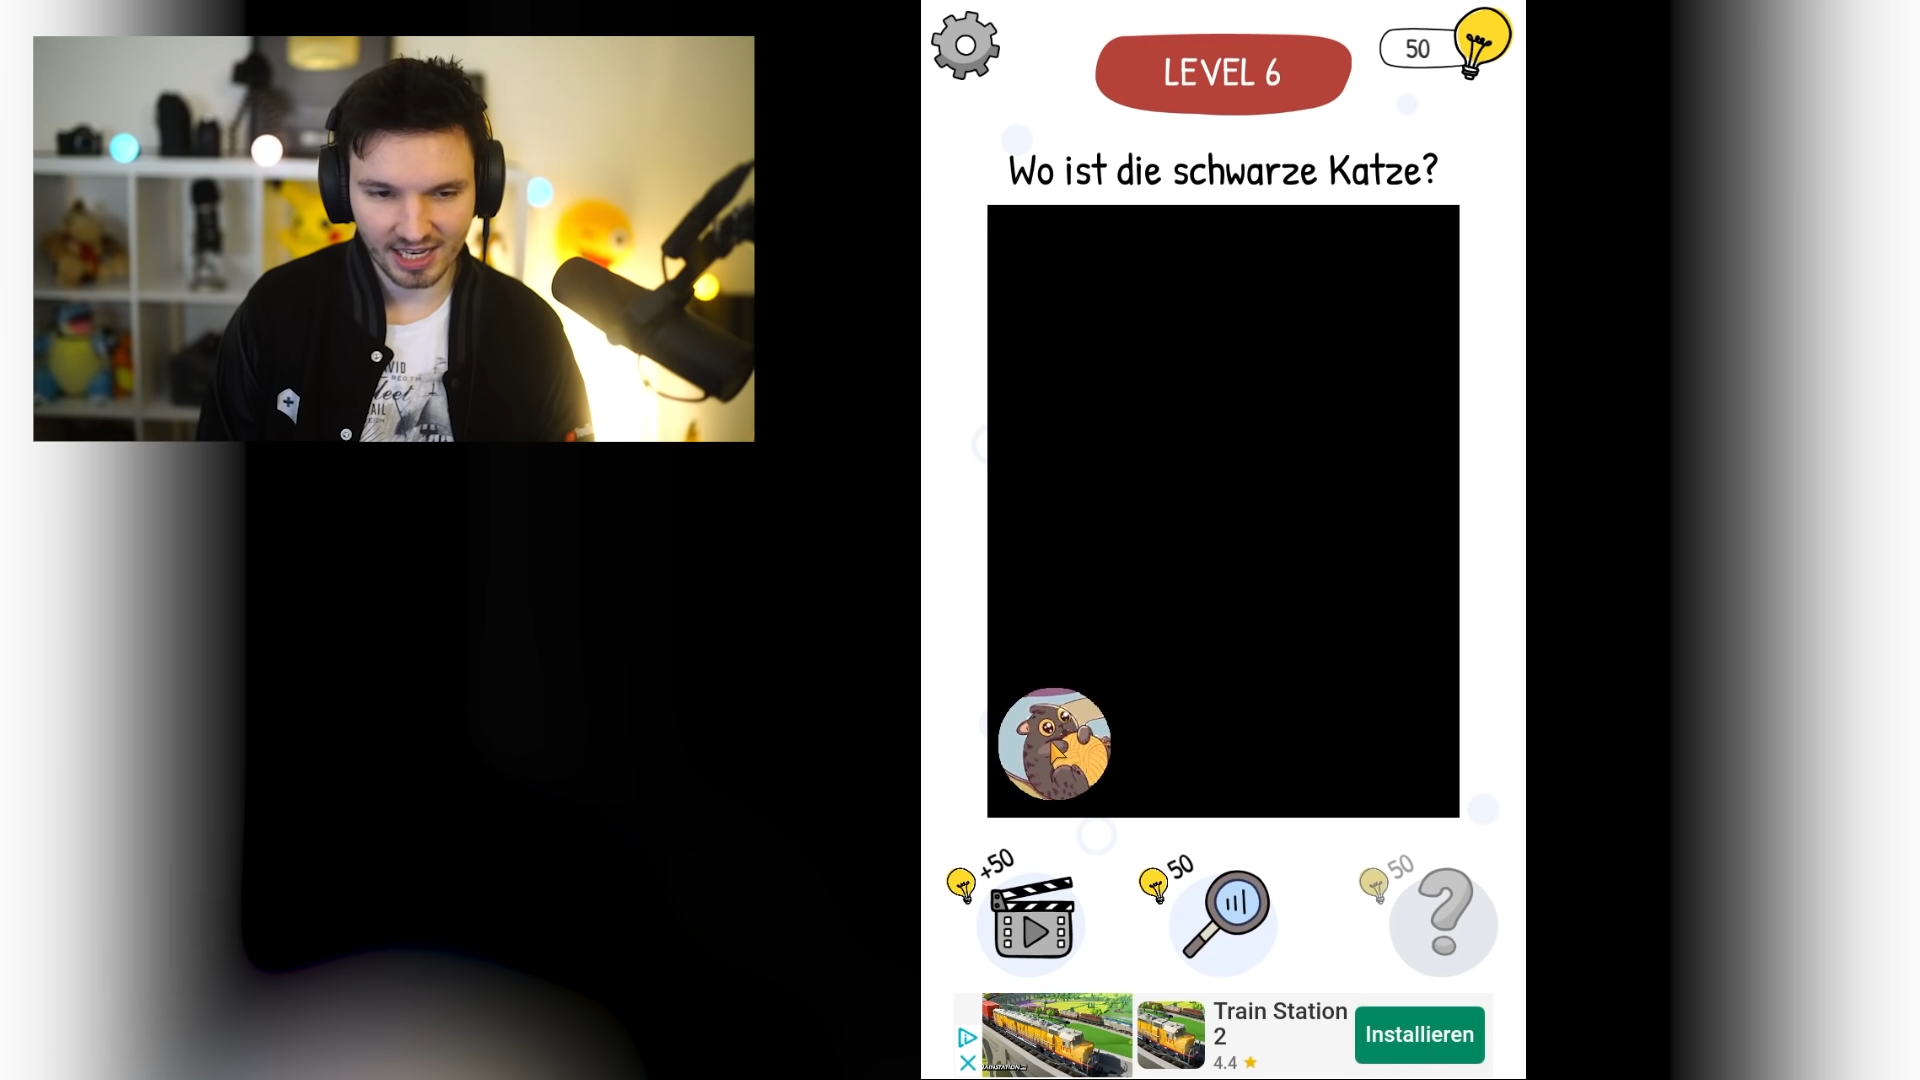 LEVEL 6
50
Wo ist die schwarze Katze?
+50
50
50
Train Station
2
4.4
Installieren